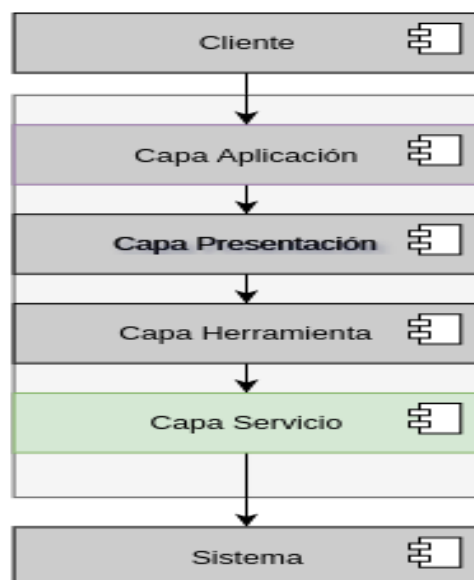 Cliente
Capa Aplicación
Capa Presentación
Capa Herramienta
Capa Servicio
Sistema